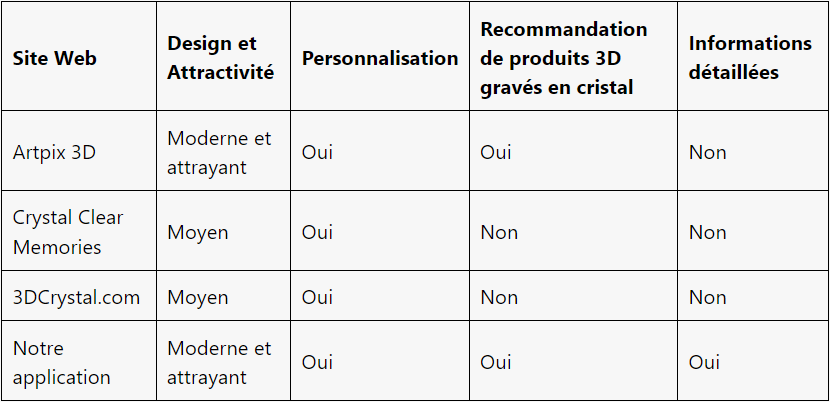 Site Web
Design et
Attractivité
Personnalisation
Recommandation
de produits 3D
gravés en cristal
Informations
détaillées
Artpix 3D
Moderne et
attrayant
Oui
Oui
Non
Crystal Clear
Memories
Moyen
Oui
Non
Non
3DCrystal.com
Moyen
Oui
Non
Non
Notre
application
Moderne et
attrayant
Oui
Oui
Oui